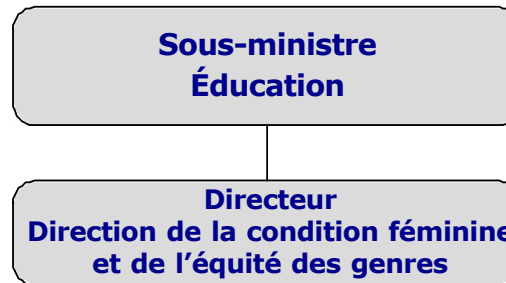 Sous-ministre
Éducation
Directeur
Direction de la condition féminine
et de l'équité des genres